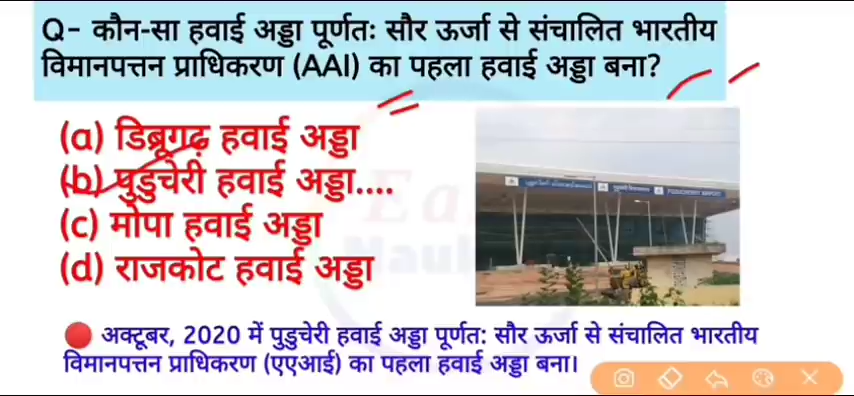 Q- कौन-सा हवाई अड्डा पूर्णतः सौर ऊर्जा से संचालित भारतीय
विमानपत्तन प्राधिकरण (AAI) का पहला हवाई अड्डा बना?
(a) डिब्रूगढ़ हवाई अड्डा
(b) पुडुचेरी हवाई अड्डा....
(c) मोपा हवाई अड्डा
(d) राजकोट हवाई अड्डा
PUDUCHERRY AIRPORT
अक्टूबर, 2020 में पुडुचेरी हवाई अड्डा पूर्णत: सौर ऊर्जा से संचालित भारतीय
विमानपत्तन प्राधिकरण (एएआई) का पहला हवाई अड्डा बना।